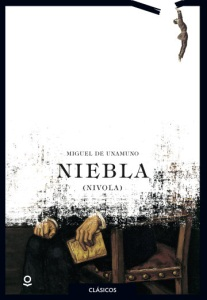 MIGUEL DE UNAMUNO
NIEBLA
(NIVOLA)
CLÁSICOS